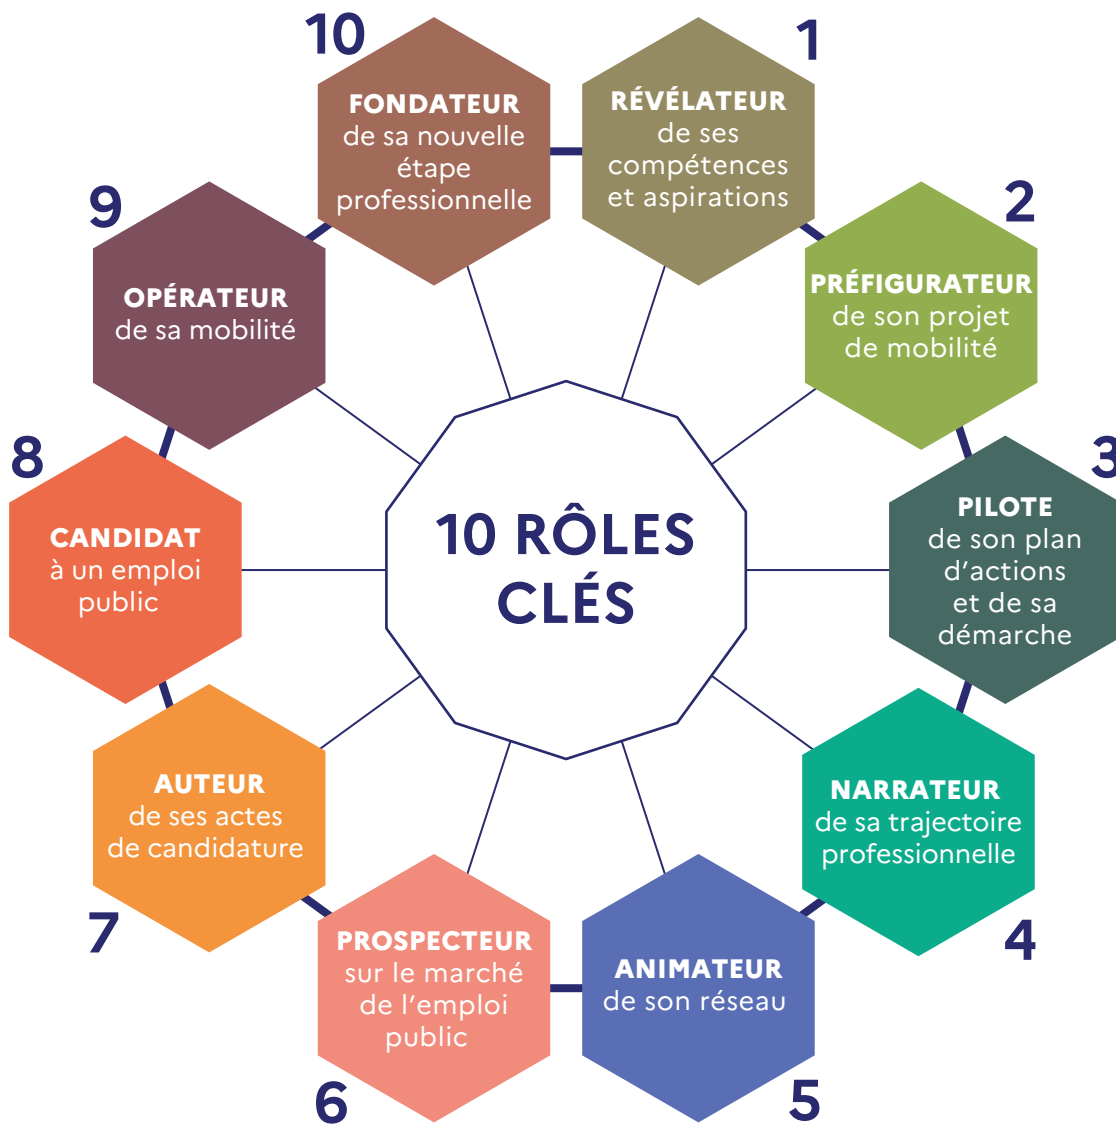 10 RÔLES
CLÉS
1
RÉVÉLATEUR
de ses
compétences
et aspirations
2
PRÉFIGURATEUR
de son projet
de mobilité
3
PILOTE
de son plan
d'actions
et de sa
démarche
4
NARRATEUR
de sa trajectoire
professionnelle
5
ANIMATEUR
de son réseau
6
PROSPECTEUR
sur le marché
de l'emploi
public
7
AUTEUR
de ses actes
de candidature
8
CANDIDAT
à un emploi
public
9
OPÉRATEUR
de sa mobilité
10
FONDATEUR
de sa nouvelle
étape
professionnelle